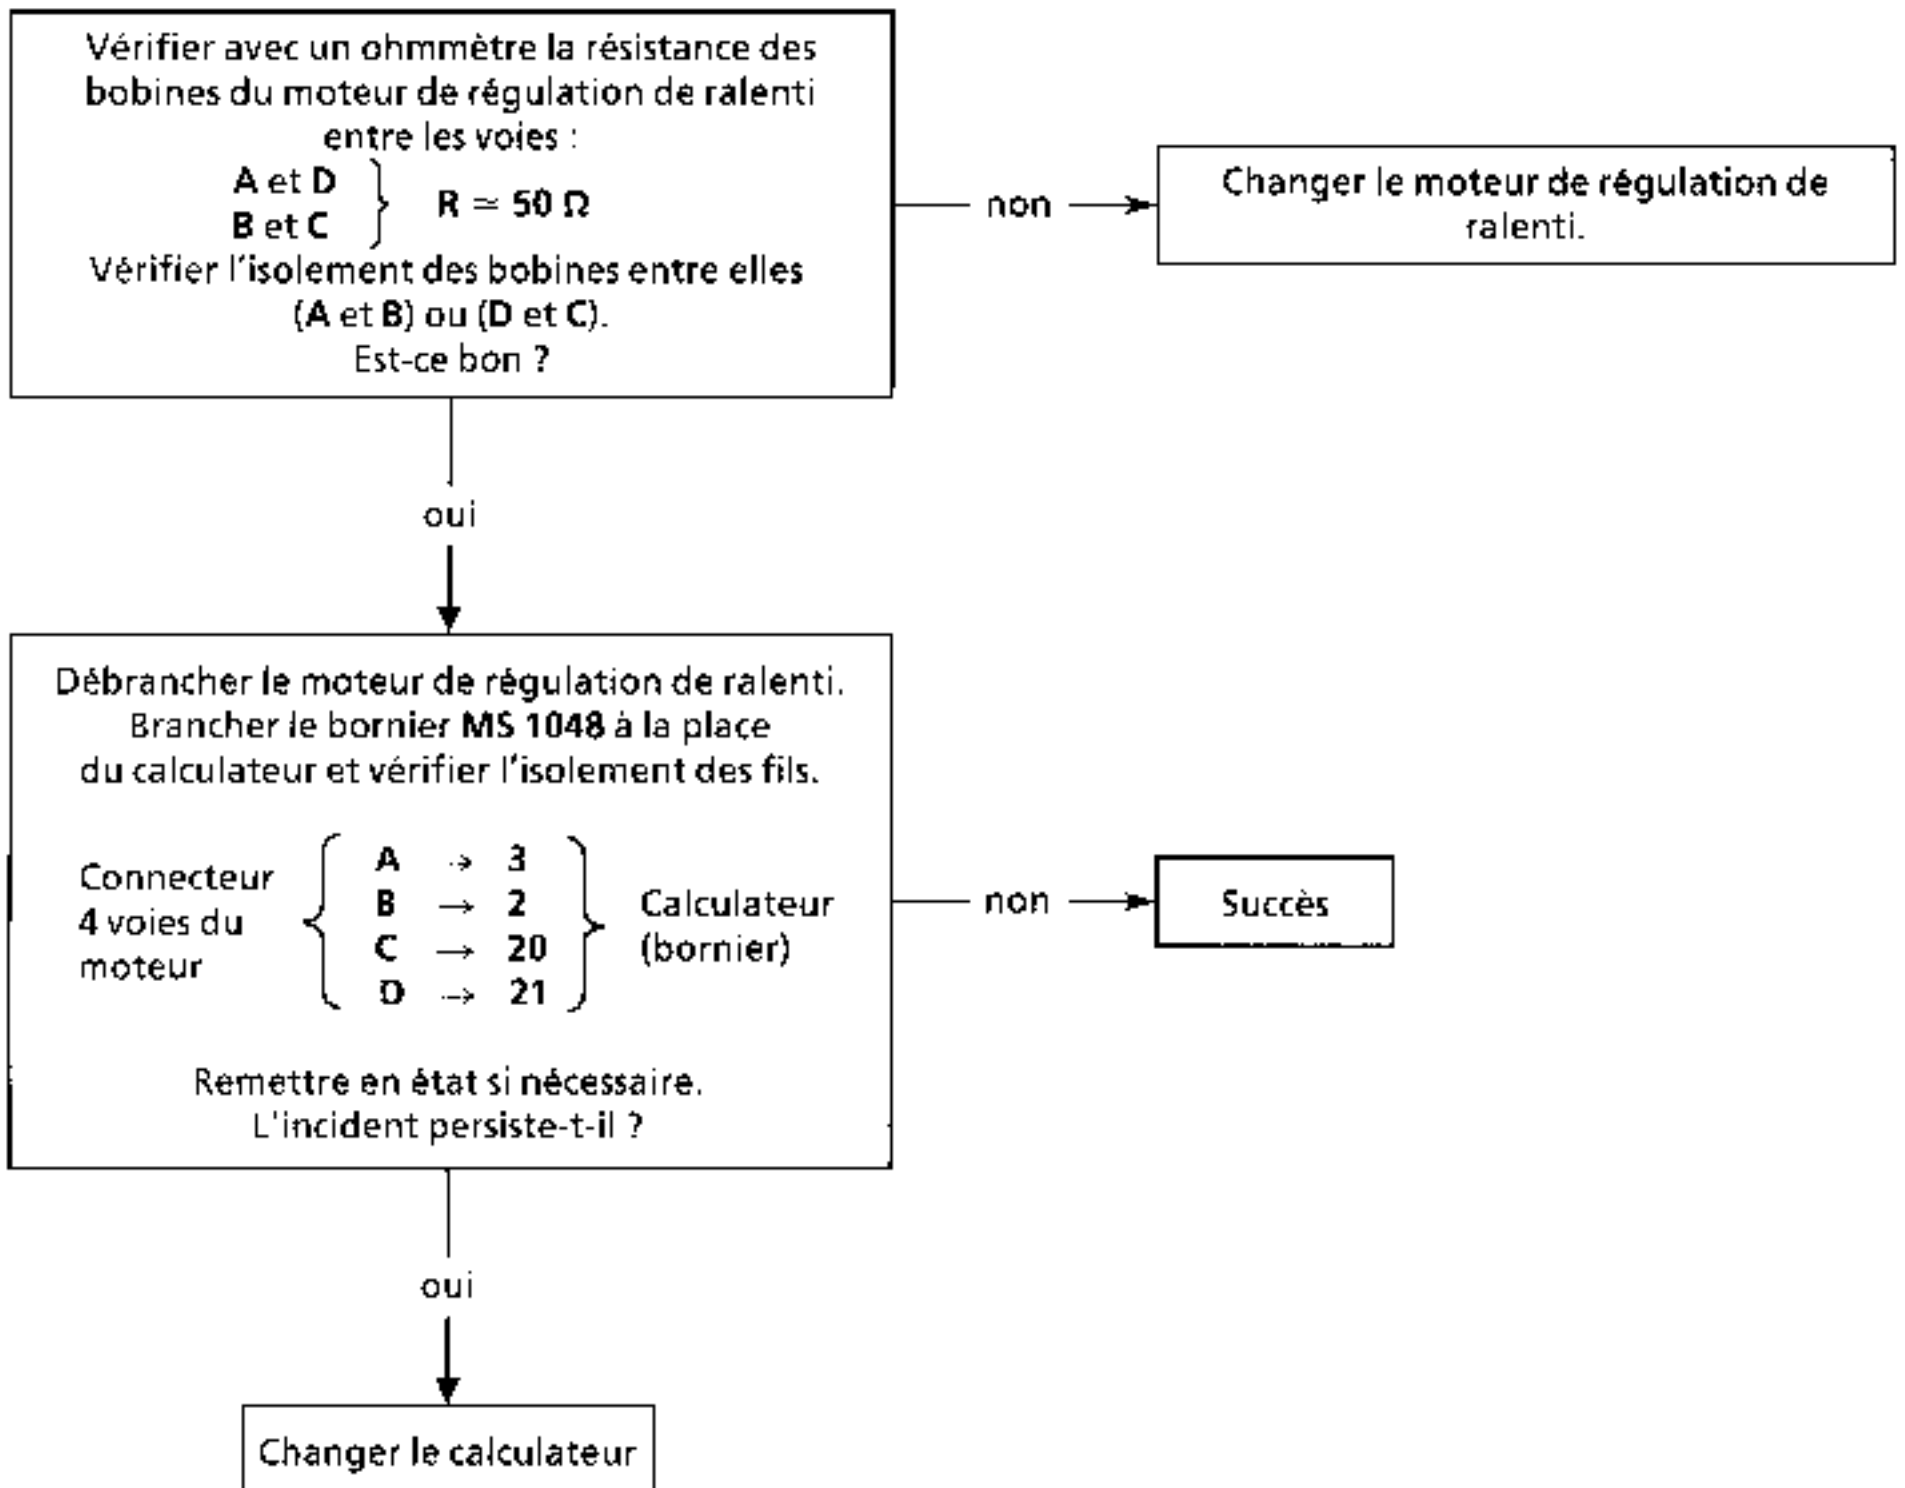 Vérifier avec un ohmmètre la résistance des
bobines du moteur de régulation de ralenti
entre les voies :
A et D
B et C
R ≃ 50 Ω
Vérifier l'isolement des bobines entre elles
(A et B) ou (D et C).
Est-ce bon ?
non
Changer le moteur de régulation de
ralenti.
oui
Débrancher le moteur de régulation de ralenti.
Brancher le bornier MS 1048 à la place
du calculateur et vérifier l'isolement des fils.
Connecteur
4 voies du
moteur
A → 3
B → 2
C → 20
D → 21
Calculateur
(bornier)
non
Succès
Remettre en état si nécessaire.
L'incident persiste-t-il ?
oui
Changer le calculateur